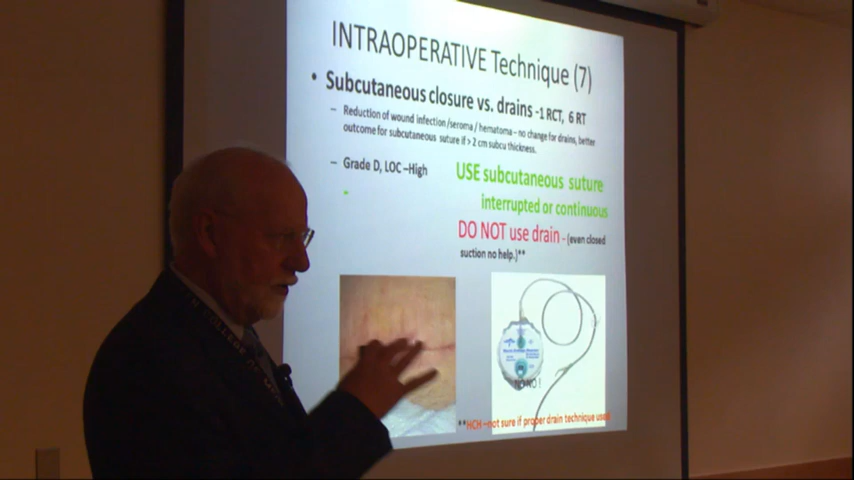 INTRAOPERATIVE Technique (7)
• Subcutaneous closure vs. drains -1 RCT, 6 RT
– Reduction of wound infection /seroma / hematoma – no change for drains, better
outcome for subcutaneous suture if > 2 cm subcu thickness.
– Grade D, LOC –High
USE subcutaneous suture
interrupted or continuous
DO NOT use drain - (even closed
suction no help.)**
NO NO !
**HCH –not sure if proper drain technique used
COLLEGE OF